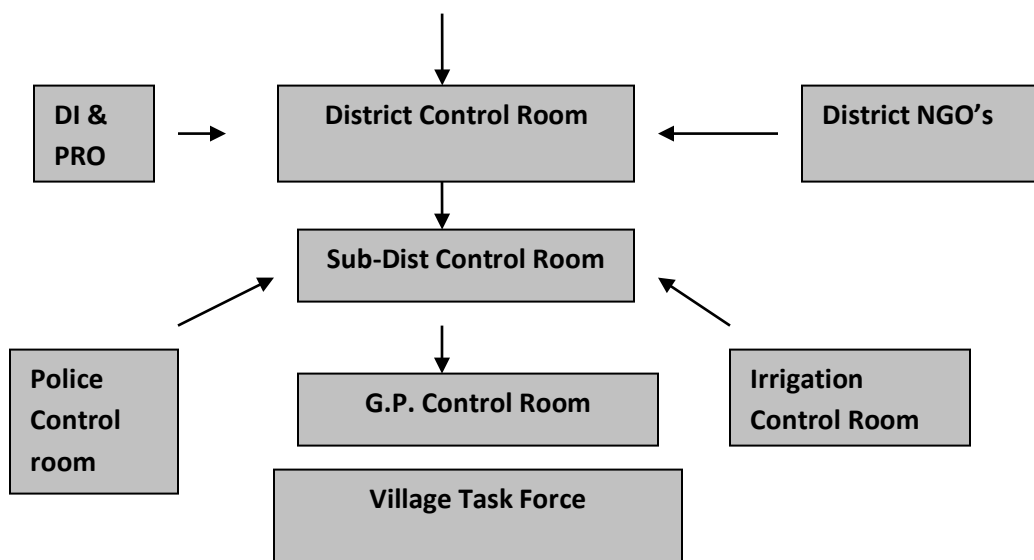 DI &
PRO
District Control Room
District NGO's
Sub-Dist Control Room
Police
Control
room
G.P. Control Room
Irrigation
Control Room
Village Task Force